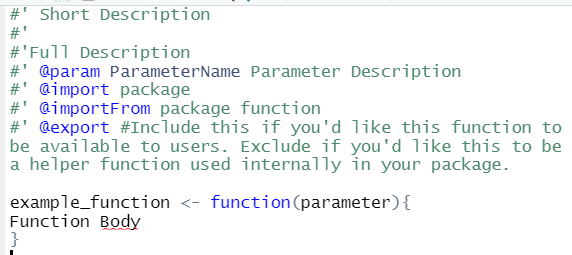 #' Short Description
#'
#'Full Description
#' @param ParameterName Parameter Description
#' @import package
#' @importFrom package function
#' @export #Include this if you'd like this function to
be available to users. Exclude if you'd like this to be
a helper function used internally in your package.

example_function <- function(parameter){
Function Body
}